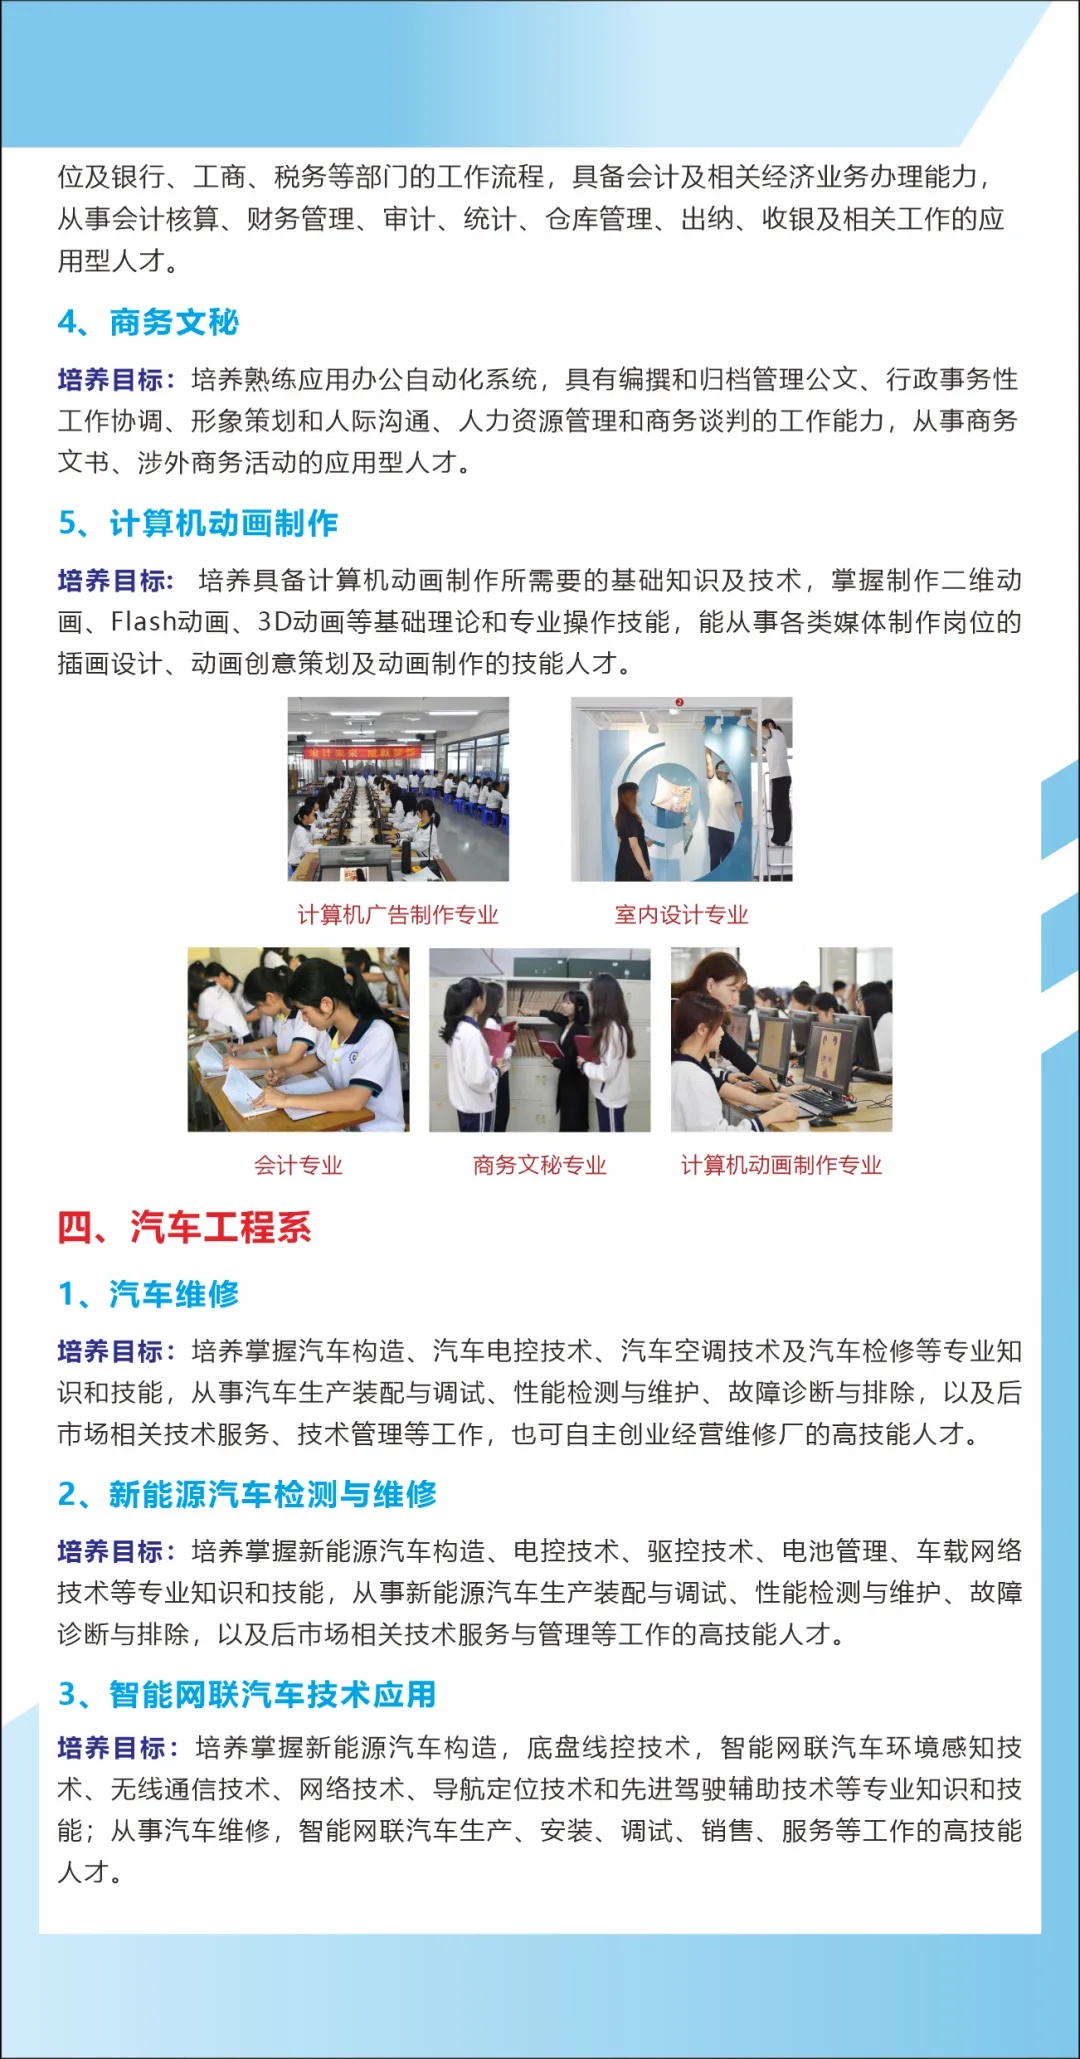 位及银行、工商、税务等部门的工作流程，具备会计及相关经济业务办理能力，
从事会计核算、财务管理、审计、统计、仓库管理、出纳、收银及相关工作的应
用型人才。
4、商务文秘
培养目标：培养熟练应用办公自动化系统，具有编撰和归档管理公文、行政事务性
工作协调、形象策划和人际沟通、人力资源管理和商务谈判的工作能力，从事商务
文书、涉外商务活动的应用型人才。
5、计算机动画制作
培养目标： 培养具备计算机动画制作所需要的基础知识及技术，掌握制作二维动
画、Flash动画、3D动画等基础理论和专业操作技能，能从事各类媒体制作岗位的
插画设计、动画创意策划及动画制作的技能人才。
2
计算机广告制作专业
室内设计专业
会计专业
商务文秘专业
计算机动画制作专业
四、汽车工程系
1、汽车维修
培养目标：培养掌握汽车构造、汽车电控技术、汽车空调技术及汽车检修等专业知
识和技能，从事汽车生产装配与调试、性能检测与维护、故障诊断与排除，以及后
市场相关技术服务、技术管理等工作，也可自主创业经营维修厂的高技能人才。
2、新能源汽车检测与维修
培养目标：培养掌握新能源汽车构造、电控技术、驱控技术、电池管理、车载网络
技术等专业知识和技能，从事新能源汽车生产装配与调试、性能检测与维护、故障
诊断与排除，以及后市场相关技术服务与管理等工作的高技能人才。
3、智能网联汽车技术应用
培养目标：培养掌握新能源汽车构造，底盘线控技术，智能网联汽车环境感知技
术、无线通信技术、网络技术、导航定位技术和先进驾驶辅助技术等专业知识和技
能；从事汽车维修，智能网联汽车生产、安装、调试、销售、服务等工作的高技能
人才。